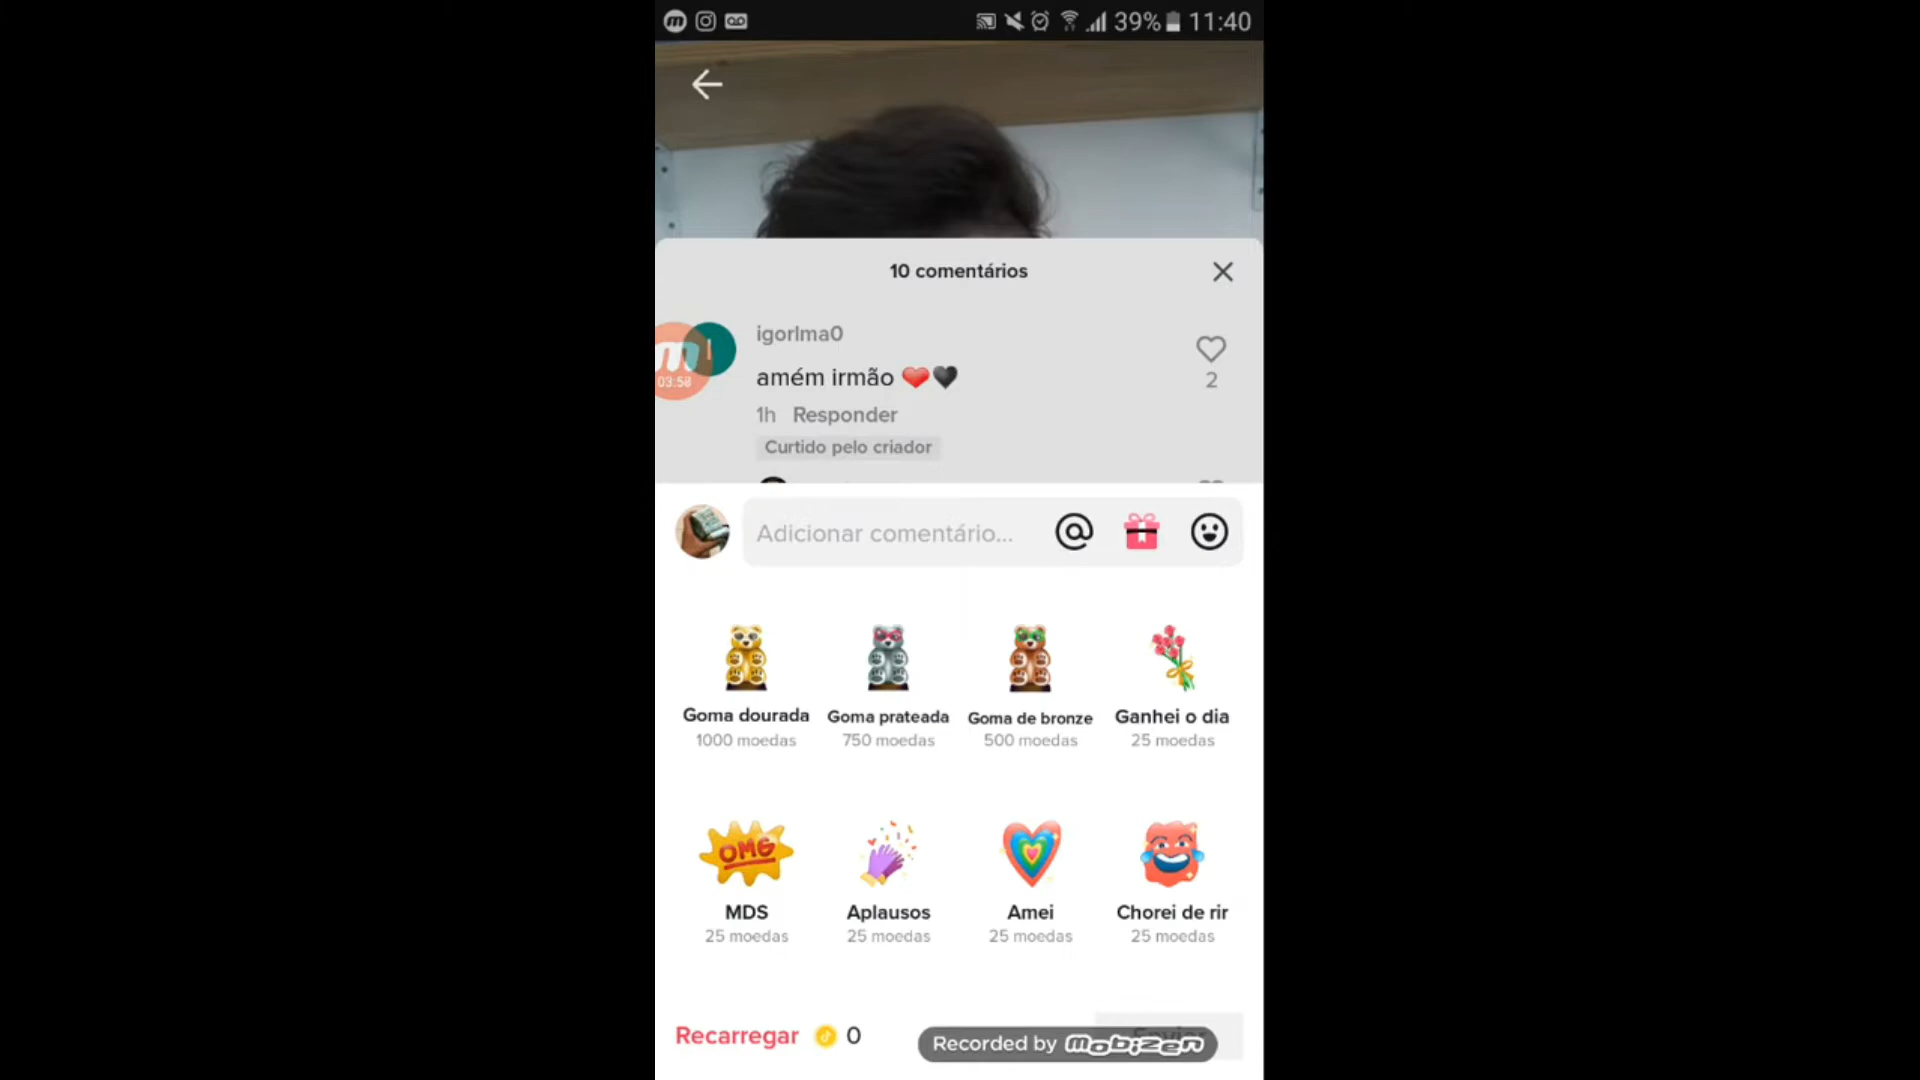 39% 11:40
10 comentários
igorlma0
amém irmão ❤️🖤
2
1h Responder
Curtido pelo criador
m I
03:58
Adicionar comentário...
Goma dourada Goma prateada Goma de bronze Ganhei o dia
1000 moedas 750 moedas 500 moedas 25 moedas
OMG
MDS Aplausos Amei Chorei de rir
25 moedas 25 moedas 25 moedas 25 moedas
Recarregar 0
Recorded by mobizen